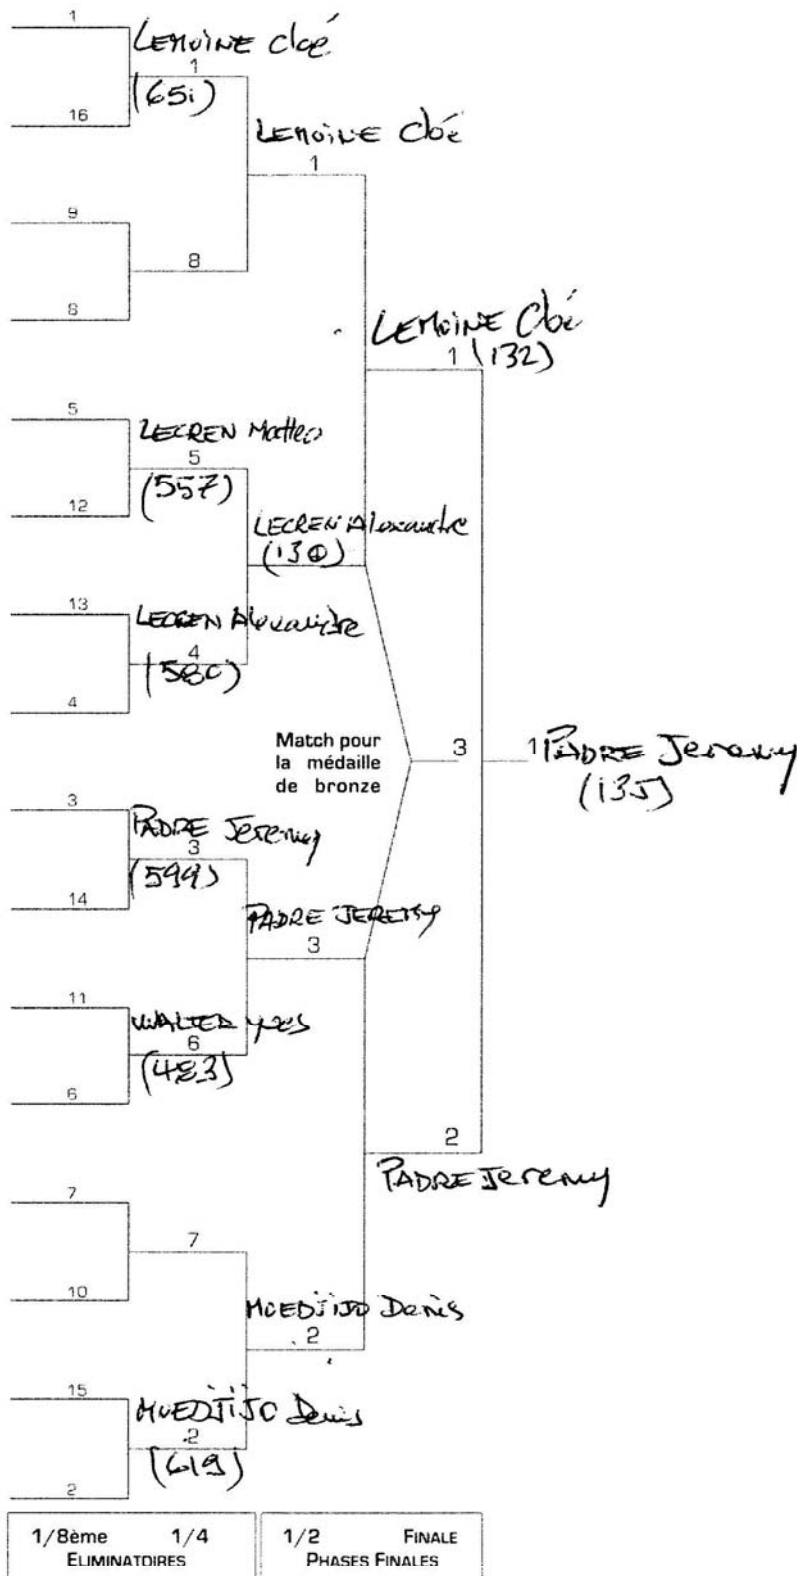 1
LEMOINE Cloé
1
(651)
16
LEMOINE Cloé
1
9
8
8
LEMOINE Cloé
1 (132)
5
LECREN Matteo
5
(557)
12
LECREN Alexandre
(130)
13
LECREN Alexandre
4
(580)
4
Match pour
la médaille
de bronze
3
1 PADRE Jeremy
(135)
3
PADRE Jeremy
3
(599)
14
PADRE JEREMY
3
11
WALTER Yves
6
(483)
6
2
PADRE Jeremy
7
7
10
MUEDJIJO Denis
2
15
MUEDJIJO Denis
2
(619)
2
1/8ème 1/4 1/2 FINALE
ELIMINATOIRES PHASES FINALES